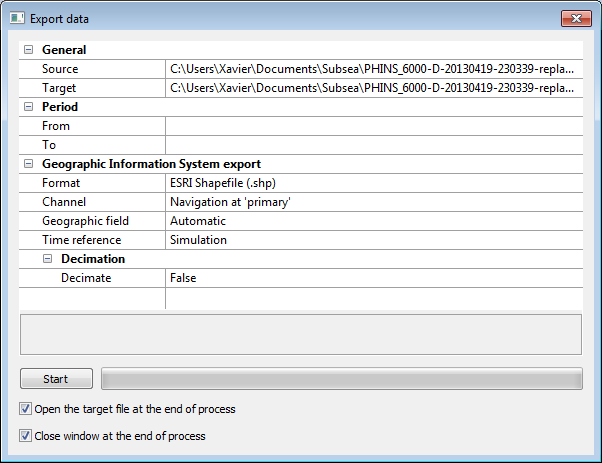 Export data
General
Source C:\Users\Xavier\Documents\Subsea\PHINS_6000-D-20130419-230339-repla...
Target C:\Users\Xavier\Documents\Subsea\PHINS_6000-D-20130419-230339-repla...
Period
From
To
Geographic Information System export
Format ESRI Shapefile (.shp)
Channel Navigation at 'primary'
Geographic field Automatic
Time reference Simulation
Decimation
Decimate False
Start
Open the target file at the end of process
Close window at the end of process